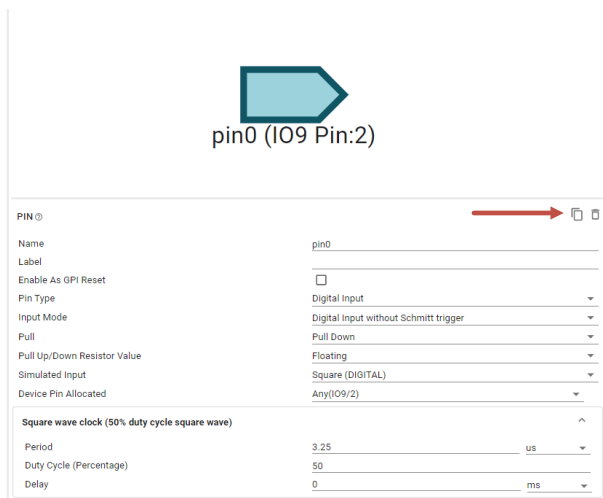 pin0 (IO9 Pin:2)
PIN
Name pin0
Label
Enable As GPI Reset
Pin Type Digital Input
Input Mode Digital Input without Schmitt trigger
Pull Pull Down
Pull Up/Down Resistor Value Floating
Simulated Input Square (DIGITAL)
Device Pin Allocated Any(IO9/2)
Square wave clock (50% duty cycle square wave)
Period 3.25 us
Duty Cycle (Percentage) 50
Delay 0 ms